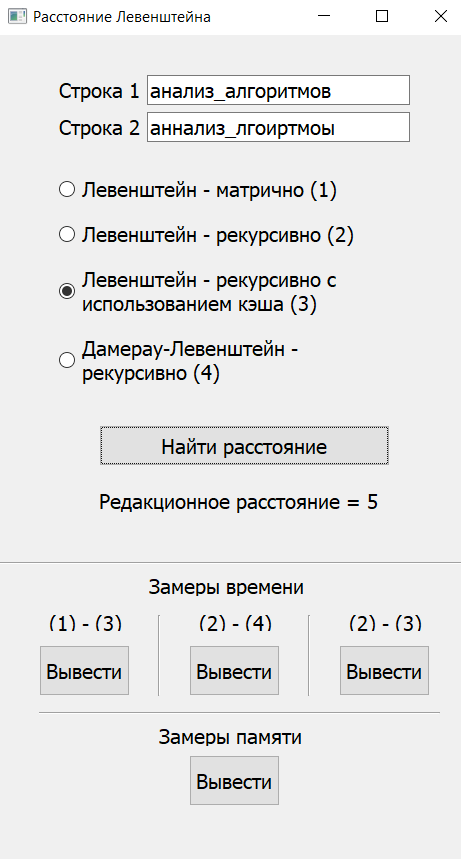 Расстояние Левенштейна
Строка 1 анализ_алгоритмов
Строка 2 аннализ_лгоиртмоы
Левенштейн - матрично (1)
Левенштейн - рекурсивно (2)
Левенштейн - рекурсивно с
использованием кэша (3)
Дамерау-Левенштейн -
рекурсивно (4)
Найти расстояние
Редакционное расстояние = 5
Замеры времени
(1) - (3) (2) - (4) (2) - (3)
Вывести Вывести Вывести
Замеры памяти
Вывести